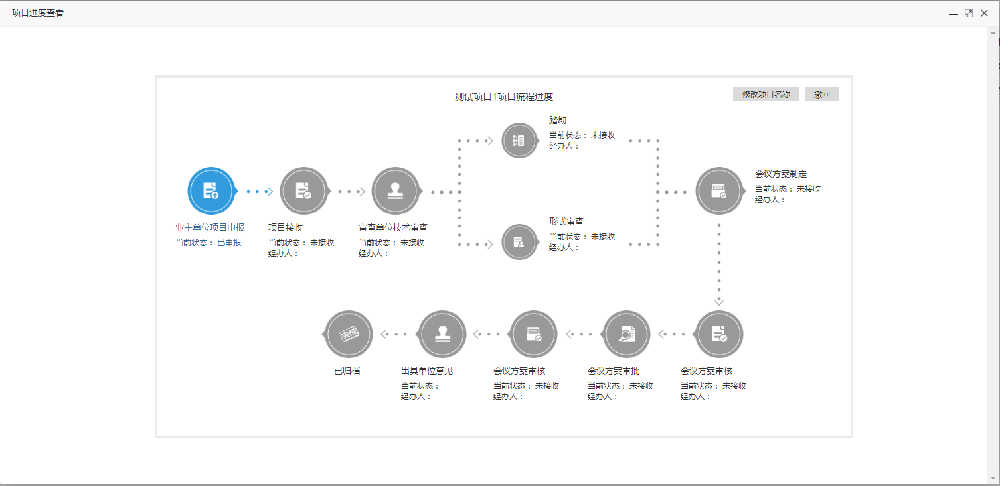 项目进度查看
测试项目1项目流程进度
修改项目名称
撤回
业主单位项目申报
当前状态： 已申报
项目接收
当前状态： 未接收
经办人：
审查单位技术审查
当前状态： 未接收
经办人：
踏勘
当前状态： 未接收
经办人：
形式审查
当前状态： 未接收
经办人：
会议方案制定
当前状态： 未接收
经办人：
完成
已归档
出具单位意见
当前状态：
经办人：
会议方案审核
当前状态： 未接收
经办人：
会议方案审批
当前状态： 未接收
经办人：
会议方案审核
当前状态： 未接收
经办人：